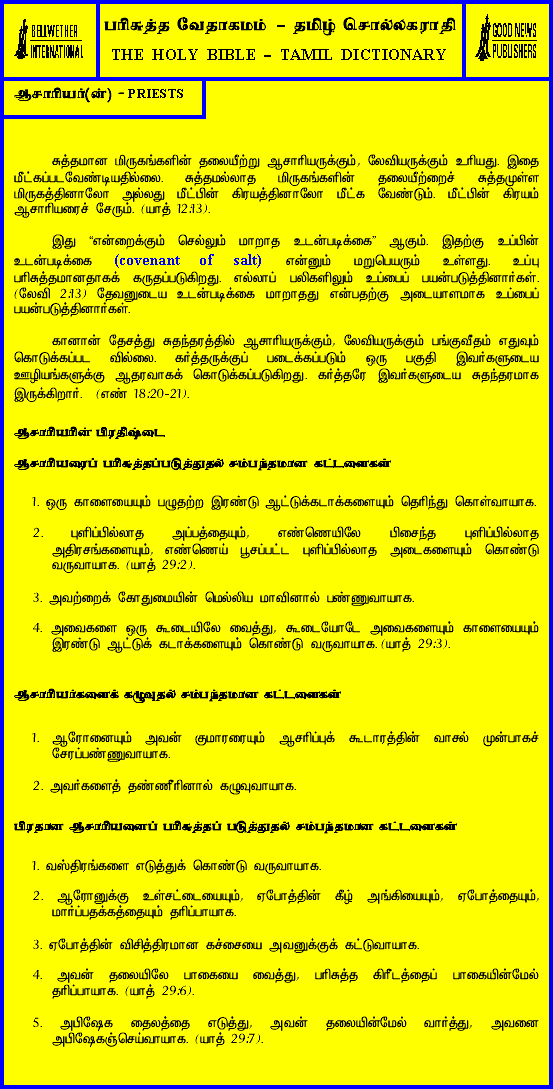 BELLWETHER
INTERNATIONAL
பரிசுத்த வேதாகமம் – தமிழ் சொல்லகராதி
THE HOLY BIBLE – TAMIL DICTIONARY
GOOD NEWS
PUBLISHERS
ஆசாரியர்(ன்) - PRIESTS
சுத்தமான மிருகங்களின் தலையீற்று ஆசாரியருக்கும், லேவியருக்கும் உரியது. இதை
மீட்கப்படவேண்டியதில்லை. சுத்தமல்லாத மிருகங்களின் தலையீற்றைச் சுத்தமுள்ள
மிருகத்தினாலோ அல்லது மீட்பின் கிரயத்தினாலோ மீட்க வேண்டும். மீட்பின் கிரயம்
ஆசாரியரைச் சேரும். (யாத் 12:13).
இது “என்றைக்கும் செல்லும் மாறாத உடன்படிக்கை” ஆகும். இதற்கு உப்பின்
உடன்படிக்கை (covenant of salt) என்னும் மறுபெயரும் உள்ளது. உப்பு
பரிசுத்தமானதாகக் கருதப்படுகிறது. எல்லாப் பலிகளிலும் உப்பைப் பயன்படுத்தினார்கள்.
(லேவி 2:13) தேவனுடைய உடன்படிக்கை மாறாதது என்பதற்கு அடையாளமாக உப்பைப்
பயன்படுத்தினார்கள்.
கானான் தேசத்து சுதந்தரத்தில் ஆசாரியருக்கும், லேவியருக்கும் பங்குவீதம் எதுவும்
கொடுக்கப்பட வில்லை. கர்த்தருக்குப் படைக்கப்படும் ஒரு பகுதி இவர்களுடைய
ஊழியங்களுக்கு ஆதரவாகக் கொடுக்கப்படுகிறது. கர்த்தரே இவர்களுடைய சுதந்தரமாக
இருக்கிறார். (எண் 18:20-21).
ஆசாரியரின் பிரதிஷ்டை
ஆசாரியரைப் பரிசுத்தப்படுத்துதல் சம்பந்தமான கட்டளைகள்
1. ஒரு காளையையும் பழுதற்ற இரண்டு ஆட்டுக்கடாக்களையும் தெரிந்து கொள்வாயாக.
2. புளிப்பில்லாத அப்பத்தையும், எண்ணெயிலே பிசைந்த புளிப்பில்லாத
அதிரசங்களையும், எண்ணெய் பூசப்பட்ட புளிப்பில்லாத அடைகளையும் கொண்டு
வருவாயாக. (யாத் 29:2).
3. அவற்றைக் கோதுமையின் மெல்லிய மாவினால் பண்ணுவாயாக.
4. அவைகளை ஒரு கூடையிலே வைத்து, கூடையோடே அவைகளையும் காளையையும்
இரண்டு ஆட்டுக் கடாக்களையும் கொண்டு வருவாயாக. (யாத் 29:3).
ஆசாரியர்களைக் கழுவுதல் சம்பந்தமான கட்டளைகள்
1. ஆரோனையும் அவன் குமாரரையும் ஆசரிப்புக் கூடாரத்தின் வாசல் முன்பாகச்
சேரப்பண்ணுவாயாக.
2. அவர்களைத் தண்ணீரினால் கழுவுவாயாக.
பிரதான ஆசாரியனைப் பரிசுத்தப் படுத்துதல் சம்பந்தமான கட்டளைகள்
1. வஸ்திரங்களை எடுத்துக் கொண்டு வருவாயாக.
2. ஆரோனுக்கு உள்சட்டையையும், ஏபோத்தின் கீழ் அங்கியையும், ஏபோத்தையும்,
மார்ப்பதக்கத்தையும் தரிப்பாயாக.
3. ஏபோத்தின் விசித்திரமான கச்சையை அவனுக்குக் கட்டுவாயாக.
4. அவன் தலையிலே பாகையை வைத்து, பரிசுத்த கிரீடத்தைப் பாகையின்மேல்
தரிப்பாயாக. (யாத் 29:6).
5. அபிஷேக தைலத்தை எடுத்து, அவன் தலையின்மேல் வார்த்து, அவனை
அபிஷேகஞ்செய்வாயாக. (யாத் 29:7).